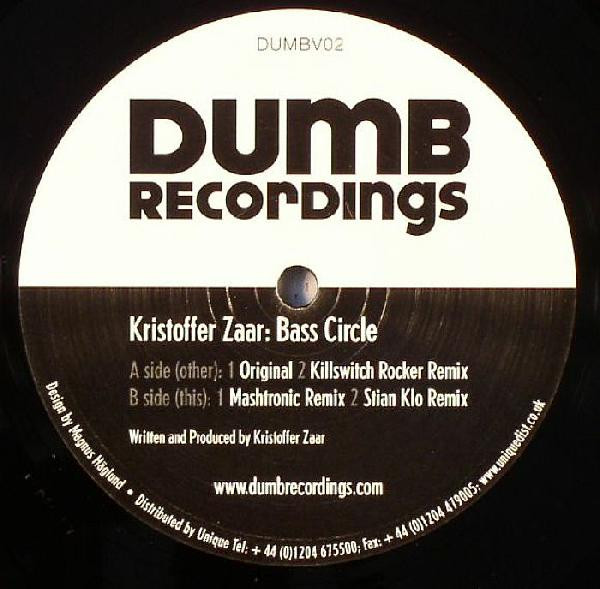 DUMBV02
DUMB
RECORDINGS
Kristoffer Zaar: Bass Circle
A side (other): 1 Original 2 Killswitch Rocker Remix
B side (this): 1 Mashtronic Remix 2 Stian Klo Remix
Written and Produced by Kristoffer Zaar
www.dumbrecordings.com
Design by Magnus Höglund • Distributed by Unique Tel: + 44 (0)1204 675500; Fax: + 44 (0)1204 419005; www.uniquedist.co.uk